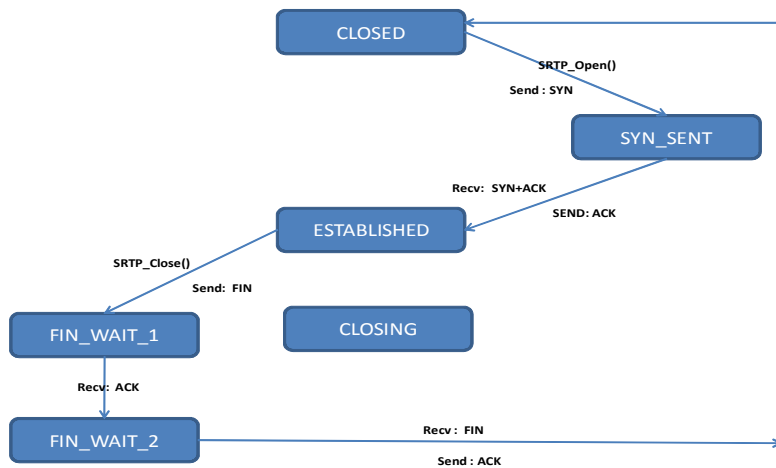 CLOSED
SRTP_Open()
Send : SYN
SYN_SENT
Recv: SYN+ACK
SEND: ACK
ESTABLISHED
SRTP_Close()
Send: FIN
CLOSING
FIN_WAIT_1
Recv: ACK
FIN_WAIT_2
Recv : FIN
Send : ACK